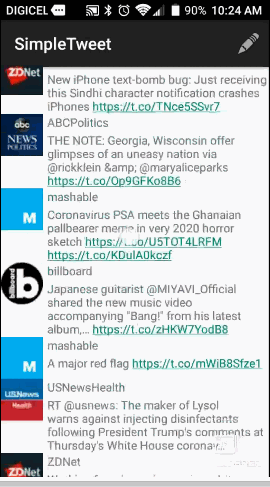 DIGICEL 90% 10:24 AM
SimpleTweet
ZDNet
New iPhone text-bomb bug: Just receiving
this Sindhi character notification crashes
iPhones https://t.co/TNce5SSvr7
abc NEWS POLITICS
ABCPolitics
THE NOTE: Georgia, Wisconsin offer
glimpses of an uneasy nation via
@rickklein &amp; @maryaliceparks
https://t.co/Op9GFKo8B6
M
mashable
Coronavirus PSA meets the Ghanaian
pallbearer meme in very 2020 horror
sketch https://t.co/U5TOT4LRFM
https://t.co/KDulA0kczf
billboard
billboard
Japanese guitarist @MIYAVI_Official
shared the new music video
accompanying "Bang!" from his latest
album,... https://t.co/zHKW7YodB8
M
mashable
A major red flag https://t.co/mWiB8Sfze1
U.S.News Health
USNewsHealth
RT @usnews: The maker of Lysol
warns against injecting disinfectants
following President Trump's comments at
Thursday's White House coronav...
ZDNet
ZDNet